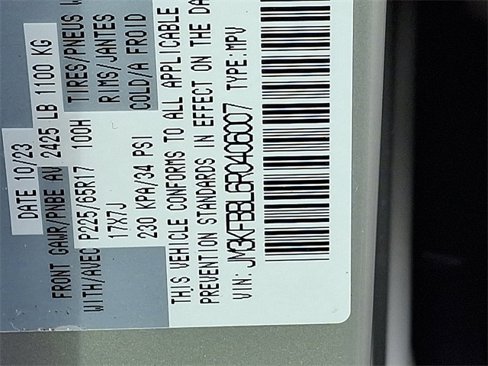 DATE 10/23
FRONT GAWR/PNBE AV 2425 LB 1100 KG
WITH/AVEC P225/65R17 100H TIRES/PNEUS
17X7J RIMS/JANTES
230 KPA/34 PSI COLD/A FROID
THIS VEHICLE CONFORMS TO ALL APPLICABLE
PREVENTION STANDARDS IN EFFECT ON THE
VIN: JM3KFBBL6R0406007 TYPE:MPV